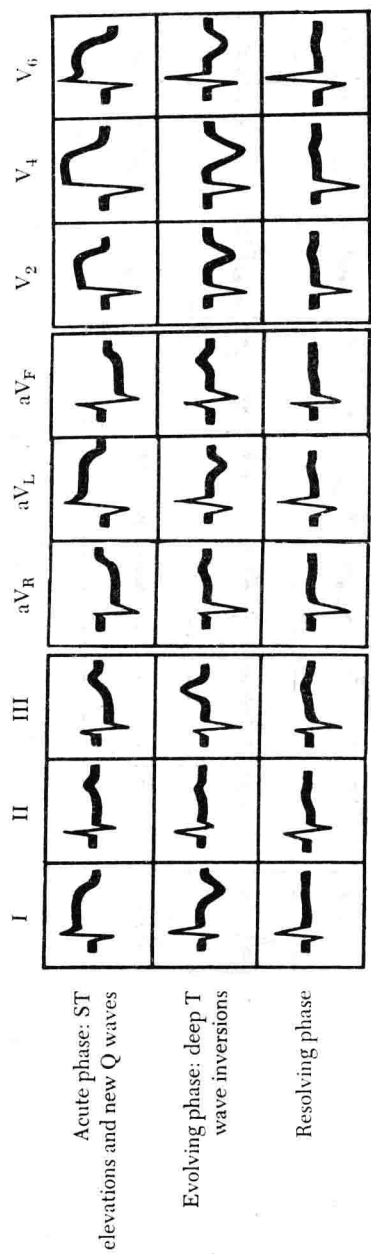 I II III aVR aVL aVF V2 V4 V6
Acute phase: ST
elevations and new Q waves
Evolving phase: deep T
wave inversions
Resolving phase